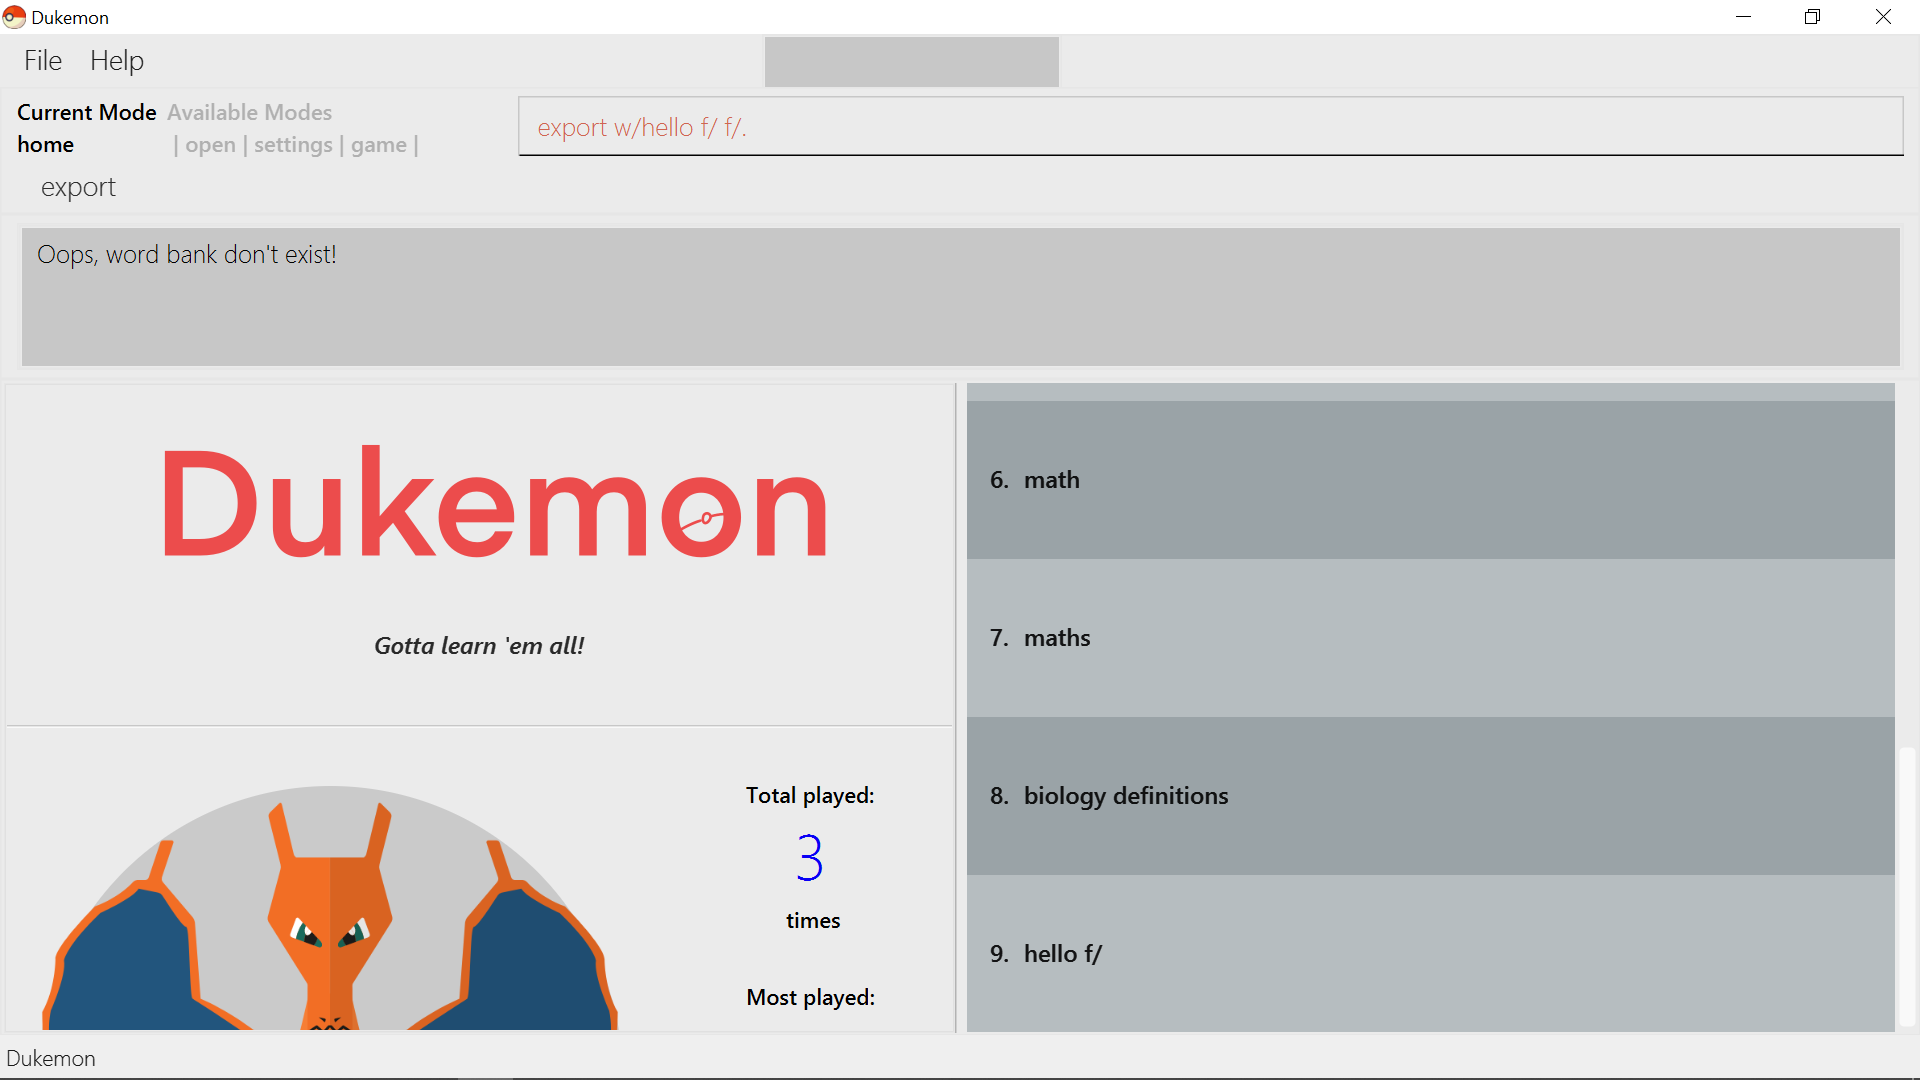 Dukemon
File Help
Current Mode Available Modes
home | open | settings | game |
export w/hello f/ f/.
export
Oops, word bank don't exist!
Dukemon
Gotta learn 'em all!
Total played:
3
times
Most played:
6. math
7. maths
8. biology definitions
9. hello f/
Dukemon